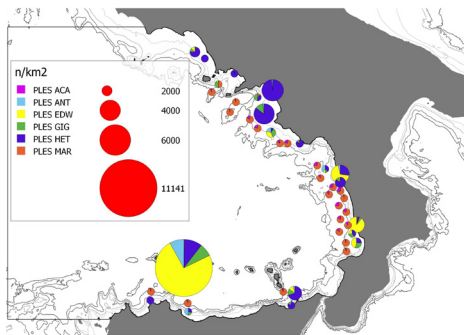 n/km2
PLES ACA
PLES ANT
PLES EDW
PLES GIG
PLES HET
PLES MAR
2000
4000
6000
11141